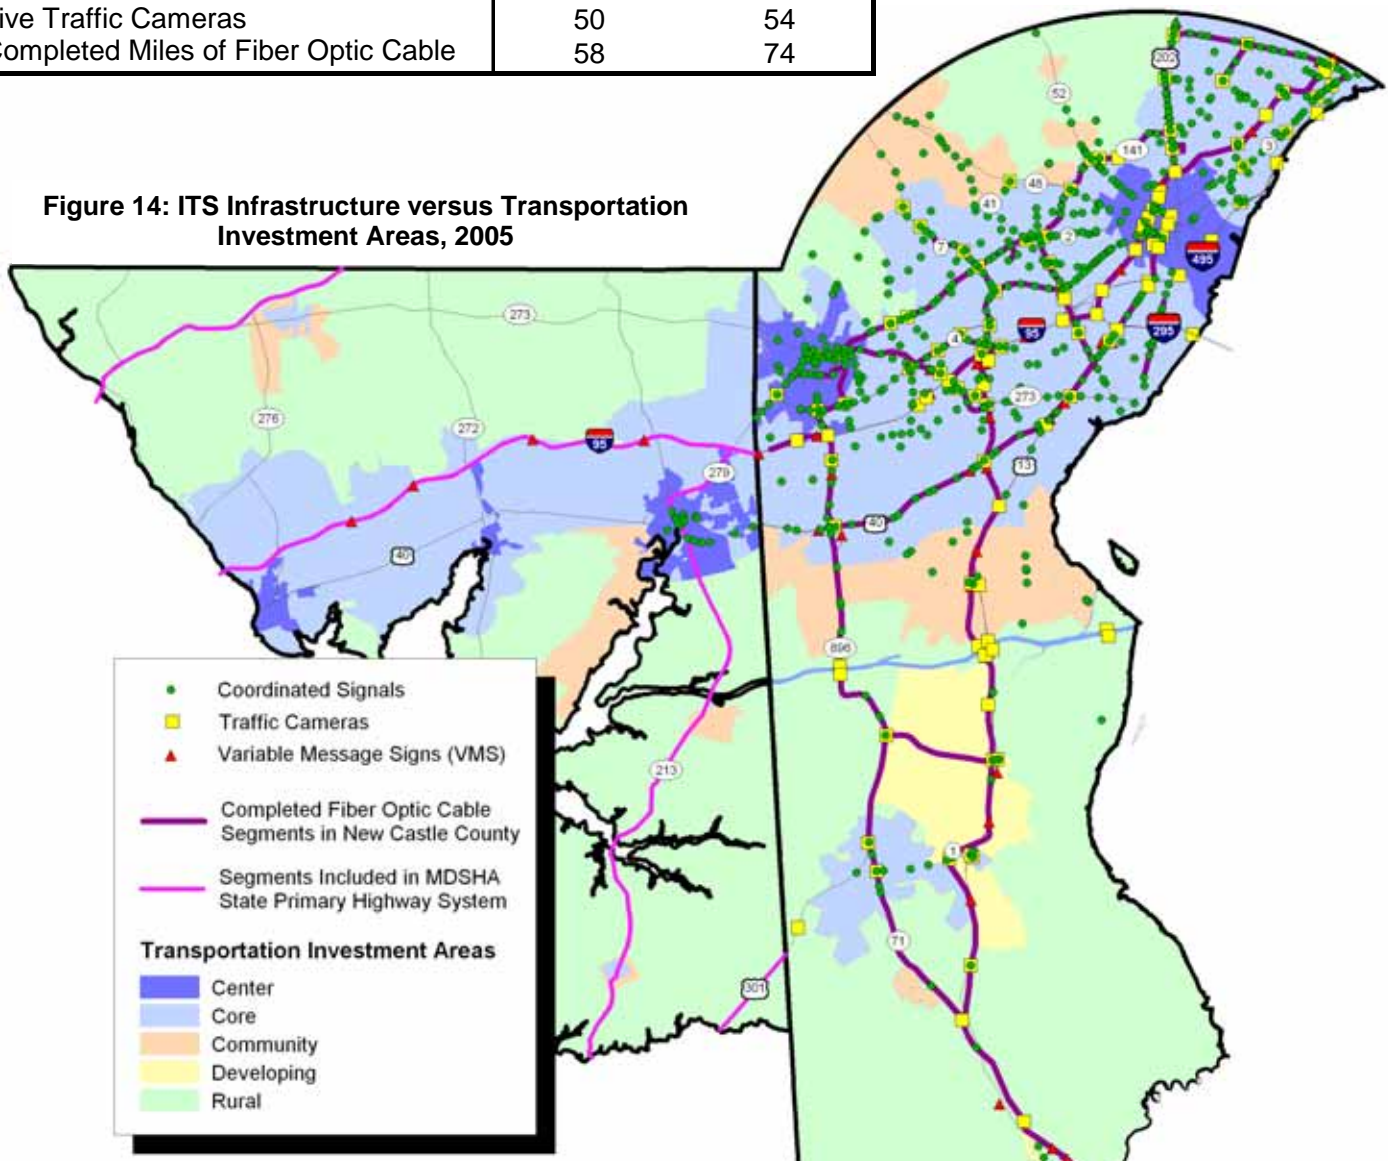 ive Traffic Cameras 50 54
Completed Miles of Fiber Optic Cable 58 74
Figure 14: ITS Infrastructure versus Transportation
Investment Areas, 2005
202
52
141
3
48
41
2
7
495
273
4
95
295
273
276
272
95
279
13
40
40
896
Coordinated Signals
Traffic Cameras
Variable Message Signs (VMS)
Completed Fiber Optic Cable
Segments in New Castle County
Segments Included in MDSHA
State Primary Highway System
Transportation Investment Areas
Center
Core
Community
Developing
Rural
213
1
71
301